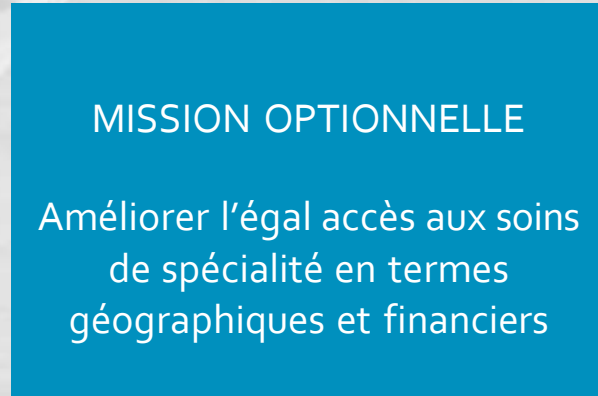 MISSION OPTIONNELLE
Améliorer l’égal accès aux soins
de spécialité en termes
géographiques et financiers